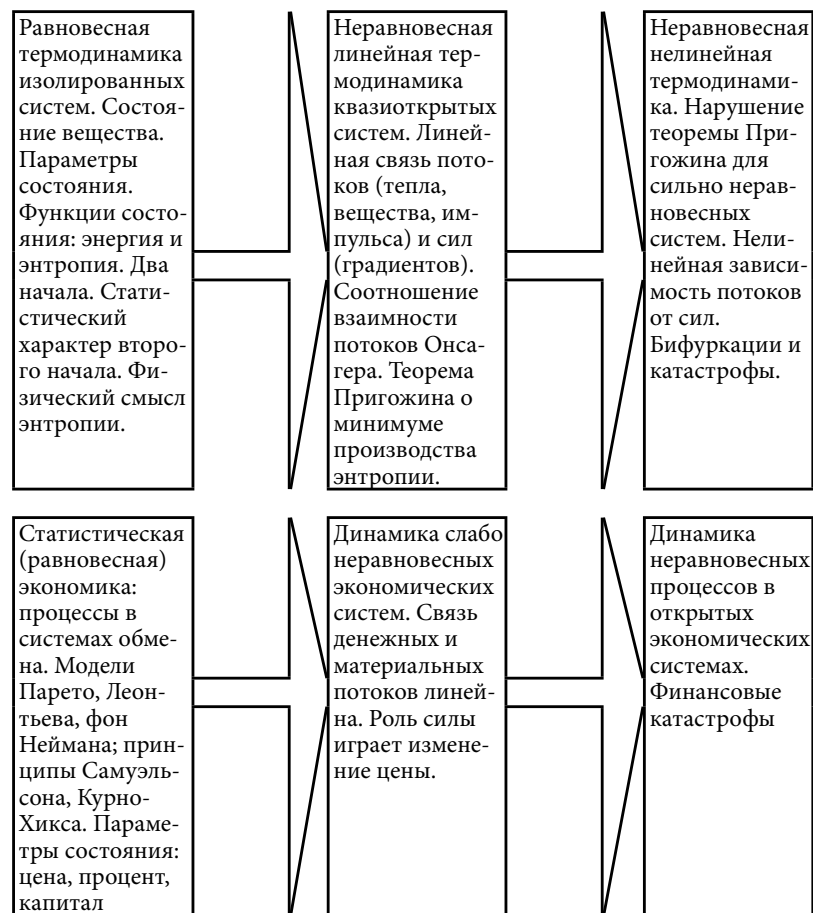 Равновесная
термодинамика
изолированных
систем. Состоя-
ние вещества.
Параметры
состояния.
Функции состо-
яния: энергия и
энтропия. Два
начала. Стати-
стический
характер второ-
го начала. Фи-
зический смысл
энтропии.
Неравновесная
линейная тер-
модинамика
квазиоткрытых
систем. Линей-
ная связь пото-
ков (тепла,
вещества, им-
пульса) и сил
(градиентов).
Соотношение
взаимности
потоков Онса-
гера. Теорема
Пригожина о
минимуме
производства
энтропии.
Неравновесная
нелинейная
термодинами-
ка. Нарушение
теоремы При-
гожина для
сильно нерав-
новесных
систем. Нели-
нейная зависи-
мость потоков
от сил.
Бифуркации и
катастрофы.
Статистическая
(равновесная)
экономика:
процессы в
системах обме-
на. Модели
Парето, Леон-
тьева, фон
Неймана; прин-
ципы Самуэль-
сона, Курно-
Хикса. Параме-
тры состояния:
цена, процент,
капитал
Динамика слабо
неравновесных
экономических
систем. Связь
денежных и
материальных
потоков линей-
на. Роль силы
играет измене-
ние цены.
Динамика
неравновесных
процессов в
открытых
экономических
системах.
Финансовые
катастрофы